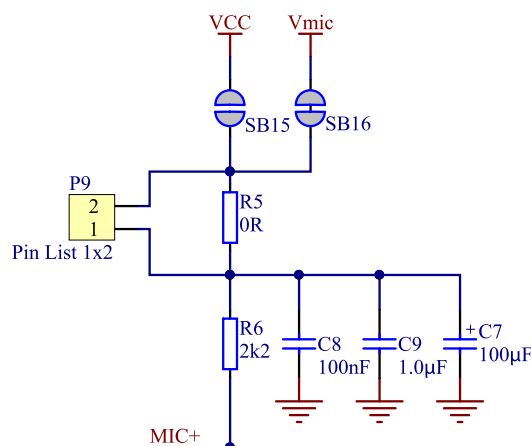 VCC
Vmic
SB15
SB16
P9
2
1
Pin List 1x2
R5
0R
R6
2k2
C8
100nF
C9
1.0µF
+
C7
100µF
MIC+